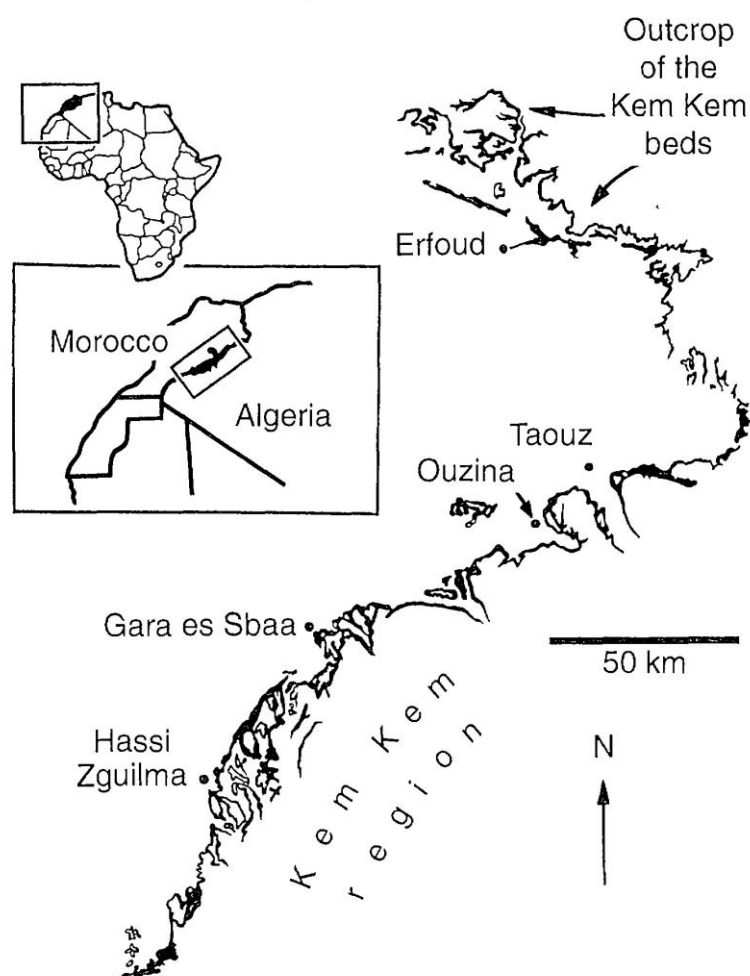 Outcrop
of the
Kem Kem
beds
Erfoud
Morocco
Algeria
Taouz
Ouzina
Gara es Sbaa
50 km
Hassi
Zguilma
N
Kem Kem
region